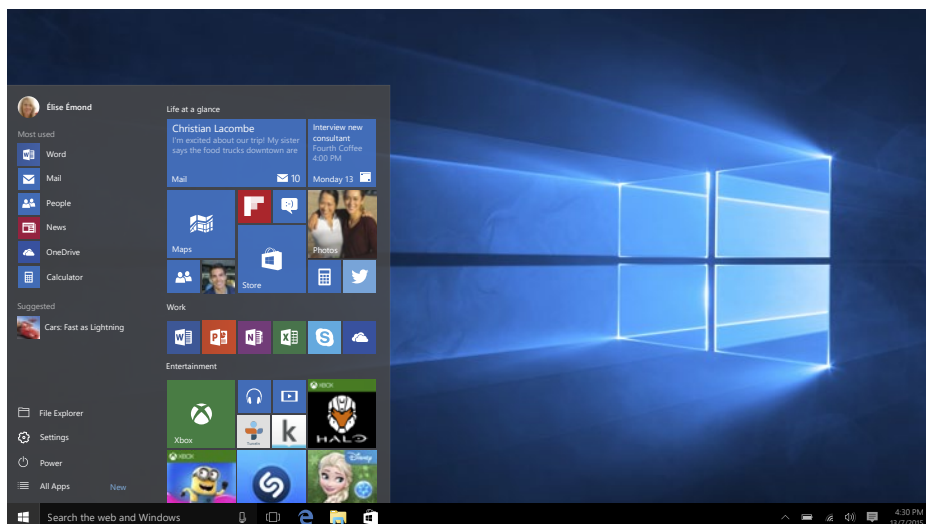 Élise Émond
Most used
Word
Mail
People
News
OneDrive
Calculator
Suggested
Cars: Fast as Lightning
File Explorer
Settings
Power
All Apps New
Life at a glance
Christian Lacombe
I'm excited about our trip! My sister
says the food trucks downtown are
Mail 10
Interview new
consultant
Fourth Coffee
4:00 PM
Monday 13
Maps
Store
Photos
Work
Entertainment
Xbox
k
XBOX
HALO
XBOX
Disney
Search the web and Windows
4:30 PM
13/7/2015